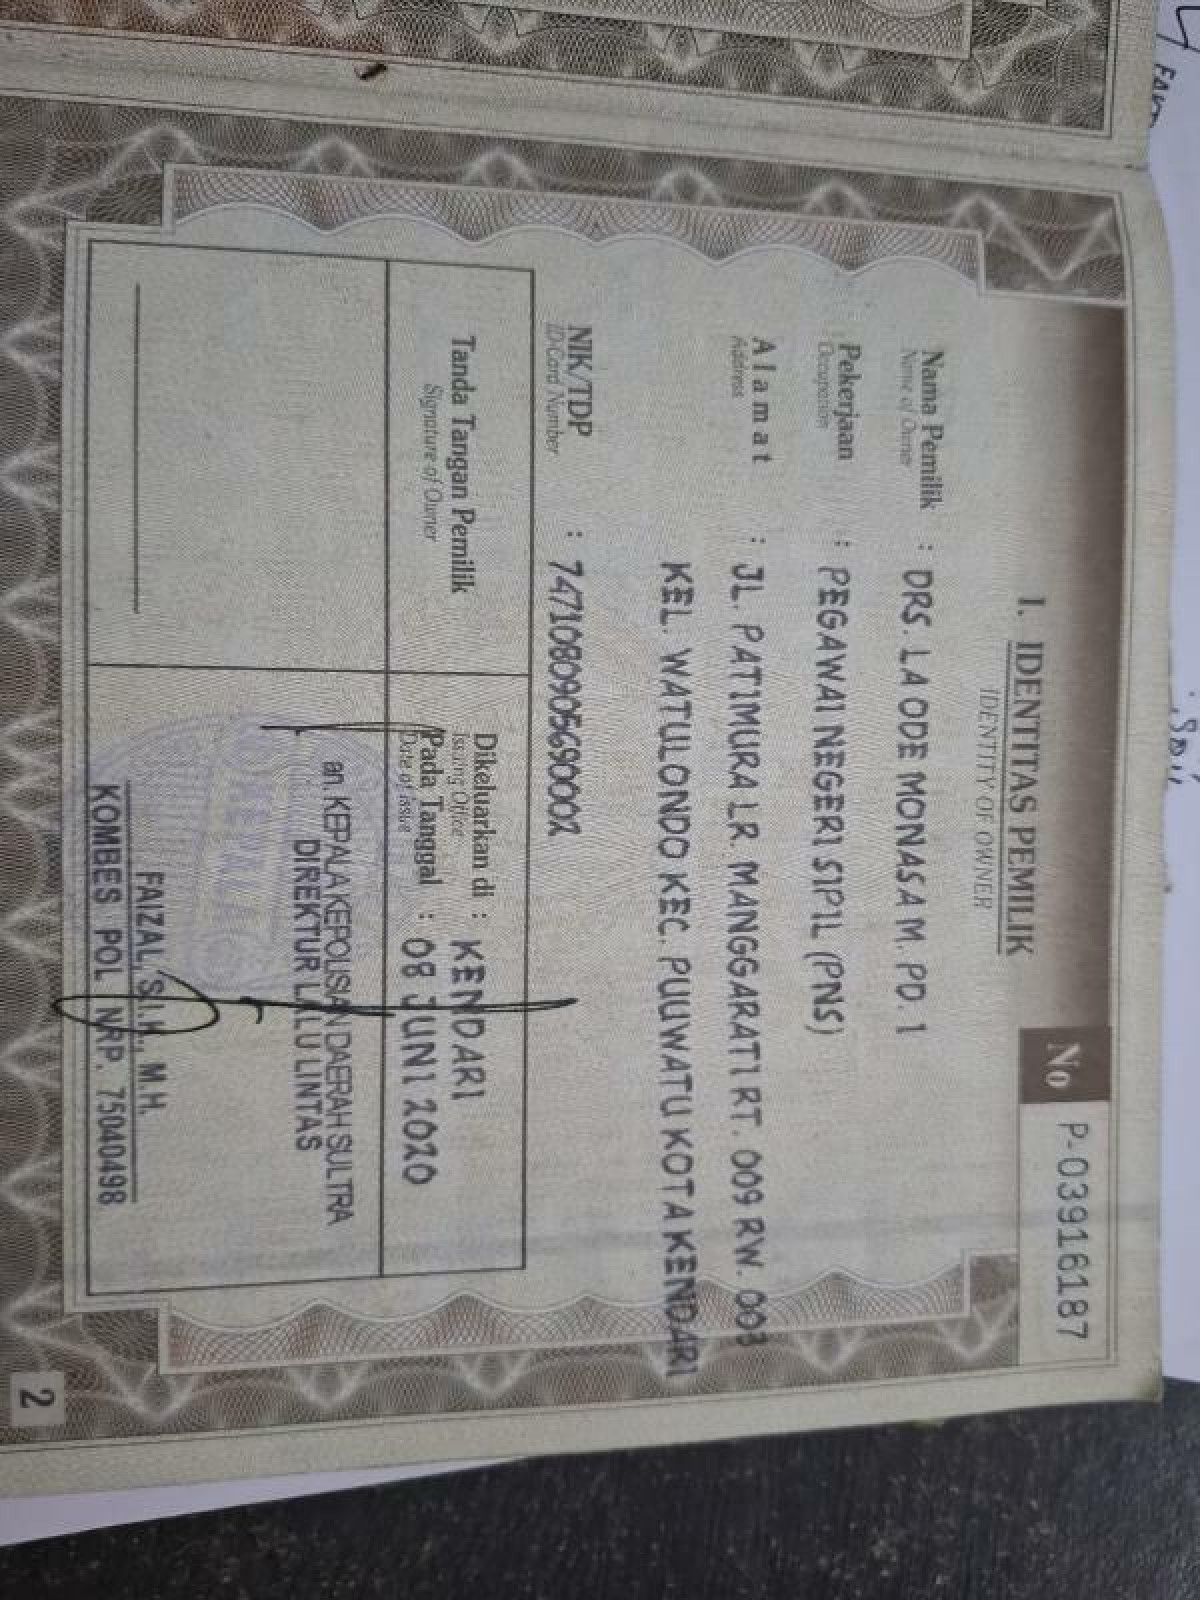 No P-03916187
1. IDENTITAS PEMILIK
IDENTITY OF OWNER
Nama Pemilik : DRS. LA ODE MONASA M. PD. 1
Name of Owner
Pekerjaan : PEGAWAI NEGERI SIPIL (PNS)
Occupation
Alamat : JL. PATIMURA LR. MANGGARATI RT. 009 RW. 003
Address
KEL. WATULONDO KEC. PUUWATU KOTA KENDARI
NIK/TDP : 7471080905690002
ID Card Number
Tanda Tangan Pemilik
Signature of Owner
Dikeluarkan di : KENDARI
Issuing Office
Pada Tanggal : 08 JUNI 2020
Date of Issue
an. KEPALA KEPOLISIAN DAERAH SULTRA
DIREKTUR LALU LINTAS
FAIZAL, S.I.K., M.H.
KOMBES POL NRP. 75040498
2